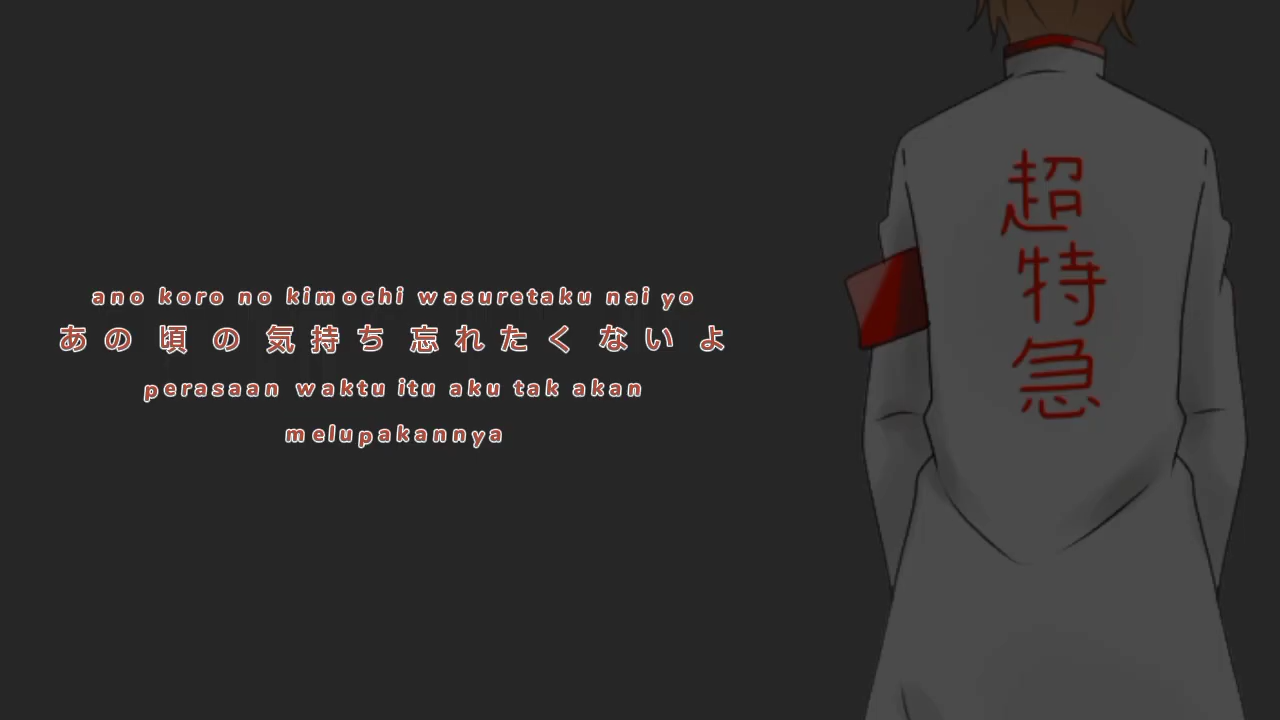 ano koro no kimochi wasuretaku nai yo
あの 頃 の 気持ち 忘れたく ない よ
perasaan waktu itu aku tak akan
melupakannya
超特急